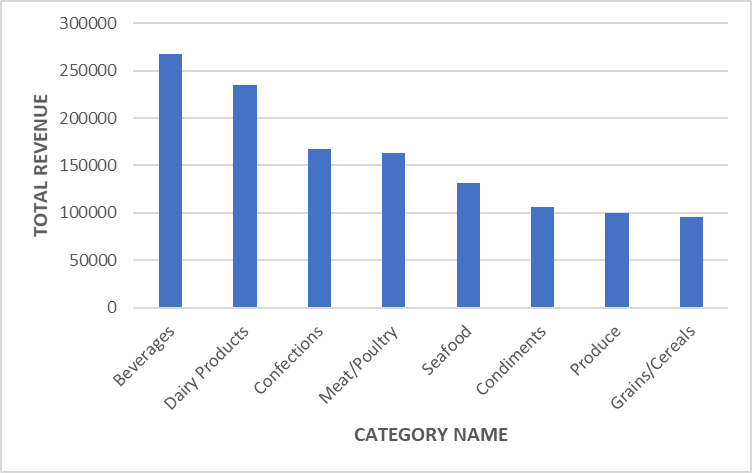 300000
250000
200000
150000
100000
50000
0
TOTAL REVENUE
Beverages
Dairy Products
Confections
Meat/Poultry
Seafood
Condiments
Produce
Grains/Cereals
CATEGORY NAME